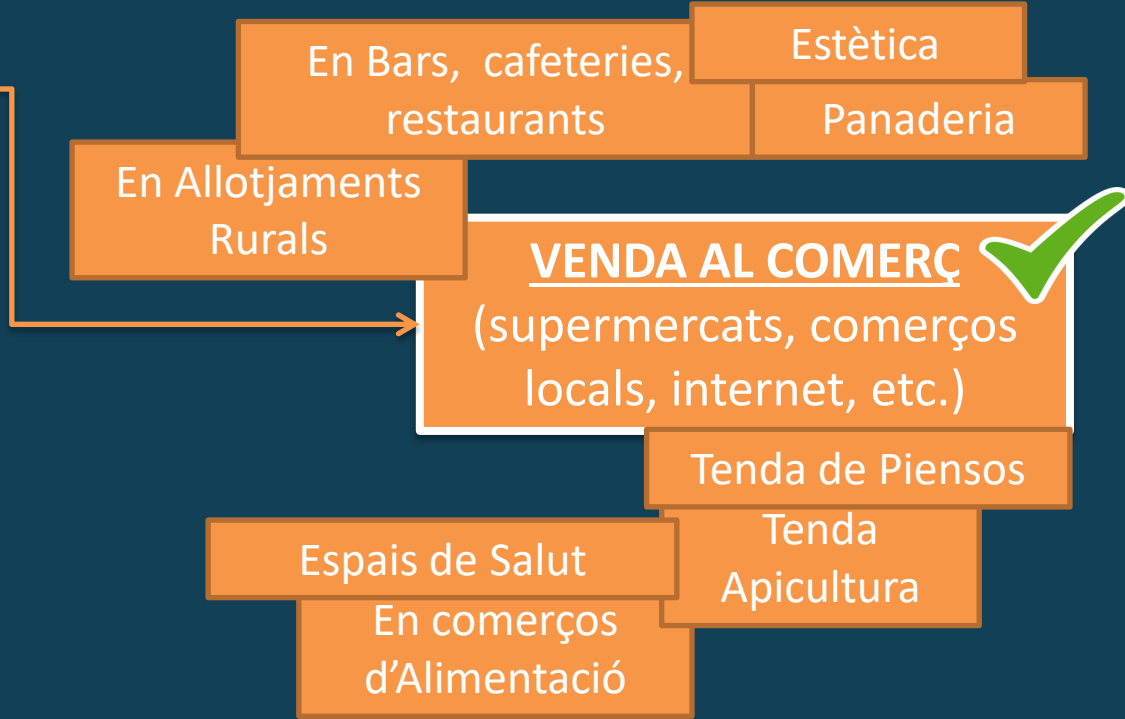 En Bars, cafeteries,
restaurants
Estètica
Panaderia
En Allotjaments
Rurals
VENDA AL COMERÇ
(supermercats, comerços
locals, internet, etc.)
Tenda de Piensos
Tenda
Apicultura
Espais de Salut
En comerços
d’Alimentació